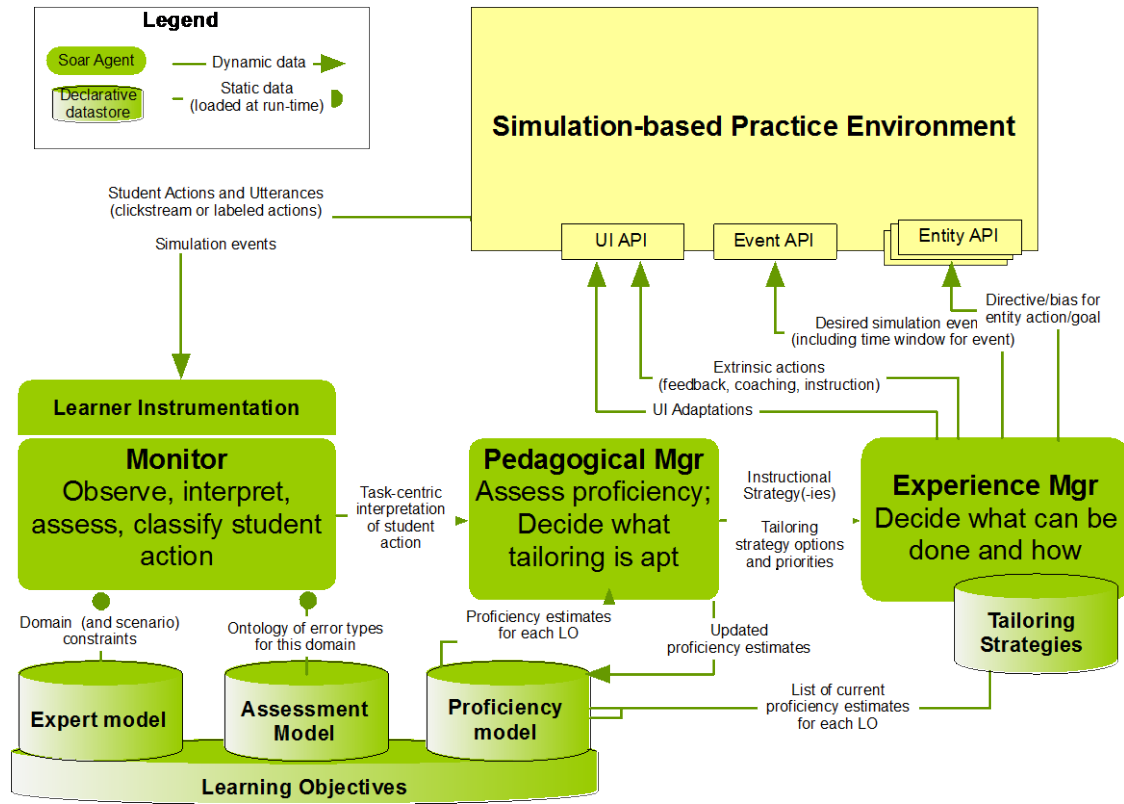 Legend
Soar Agent
Dynamic data
Declarative
datastore
Static data
(loaded at run-time)
Simulation-based Practice Environment
Student Actions and Utterances
(clickstream or labeled actions)
Simulation events
UI API
Event API
Entity API
Directive/bias for
entity action/goal
Desired simulation even
(including time window for event)
Extrinsic actions
(feedback, coaching, instruction)
UI Adaptations
Learner Instrumentation
Monitor
Observe, interpret,
assess, classify student
action
Task-centric
interpretation
of student
action
Pedagogical Mgr
Assess proficiency;
Decide what
tailoring is apt
Instructional
Strategy(-ies)
Tailoring
strategy options
and priorities
Experience Mgr
Decide what can be
done and how
Tailoring
Strategies
Domain (and scenario)
constraints
Ontology of error types
for this domain
Proficiency estimates
for each LO
Updated
proficiency estimates
List of current
proficiency estimates
for each LO
Expert model
Assessment
Model
Proficiency
model
Learning Objectives